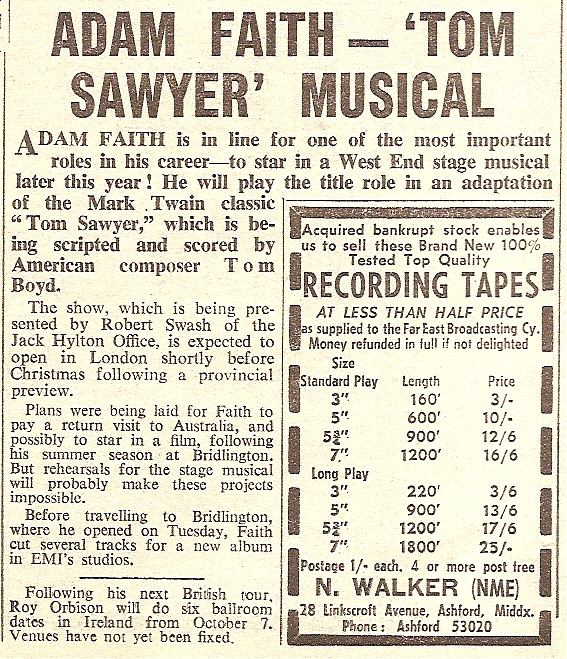 ADAM FAITH — 'TOM
SAWYER' MUSICAL
ADAM FAITH is in line for one of the most important
roles in his career—to star in a West End stage musical
later this year! He will play the title role in an adaptation
of the Mark Twain classic
"Tom Sawyer," which is be-
ing scripted and scored by
American composer Tom
Boyd.
The show, which is being pre-
sented by Robert Swash of the
Jack Hylton Office, is expected to
open in London shortly before
Christmas following a provincial
preview.
Plans were being laid for Faith to
pay a return visit to Australia, and
possibly to star in a film, following
his summer season at Bridlington.
But rehearsals for the stage musical
will probably make these projects
impossible.
Before travelling to Bridlington,
where he opened on Tuesday, Faith
cut several tracks for a new album
in EMI's studios.
Following his next British tour,
Roy Orbison will do six ballroom
dates in Ireland from October 7.
Venues have not yet been fixed.
Acquired bankrupt stock enables
us to sell these Brand New 100%
Tested Top Quality
RECORDING TAPES
AT LESS THAN HALF PRICE
as supplied to the Far East Broadcasting Cy.
Money refunded in full if not delighted
Size
Standard Play Length Price
3" 160' 3/-
5" 600' 10/-
5¾" 900' 12/6
7" 1200' 16/6
Long Play
3" 220' 3/6
5" 900' 13/6
5¾" 1200' 17/6
7" 1800' 25/-
Postage 1/- each. 4 or more post free
N. WALKER (NME)
28 Linkscroft Avenue, Ashford, Middx.
Phone: Ashford 53020